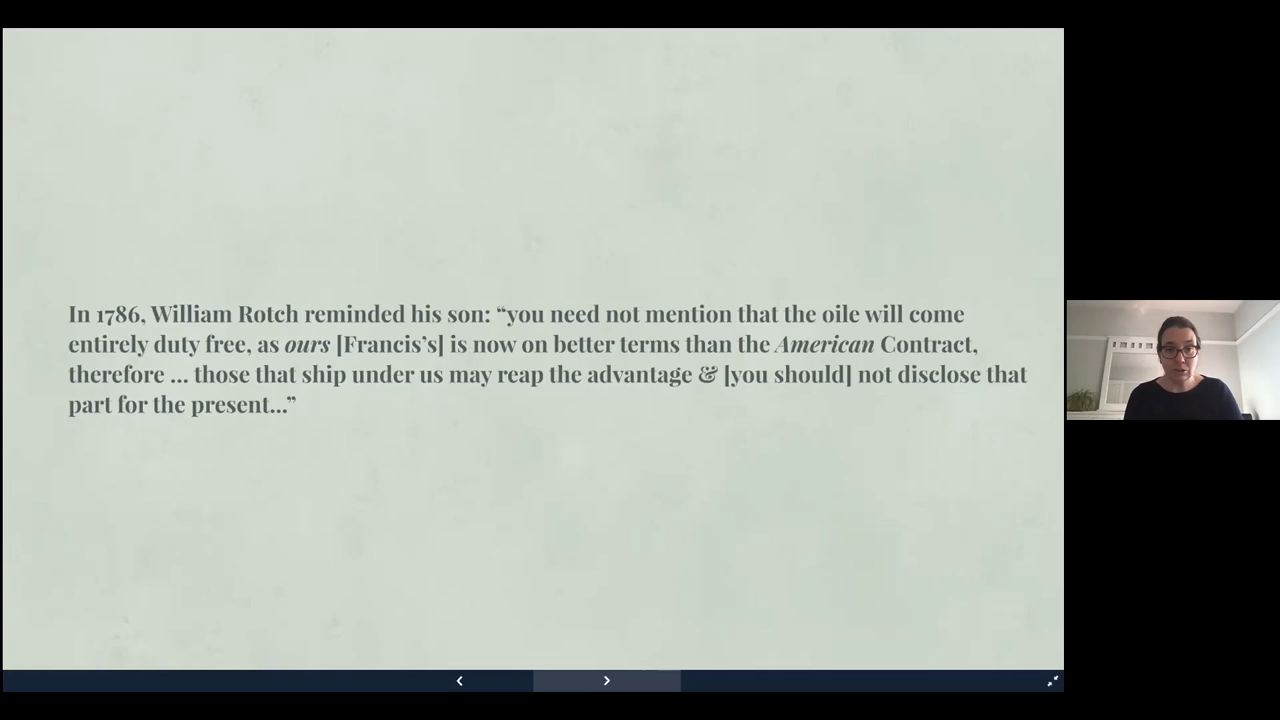 In 1786, William Rotch reminded his son: “you need not mention that the oile will come
entirely duty free, as ours [Francis’s] is now on better terms than the American Contract,
therefore ... those that ship under us may reap the advantage & [you should] not disclose that
part for the present...”